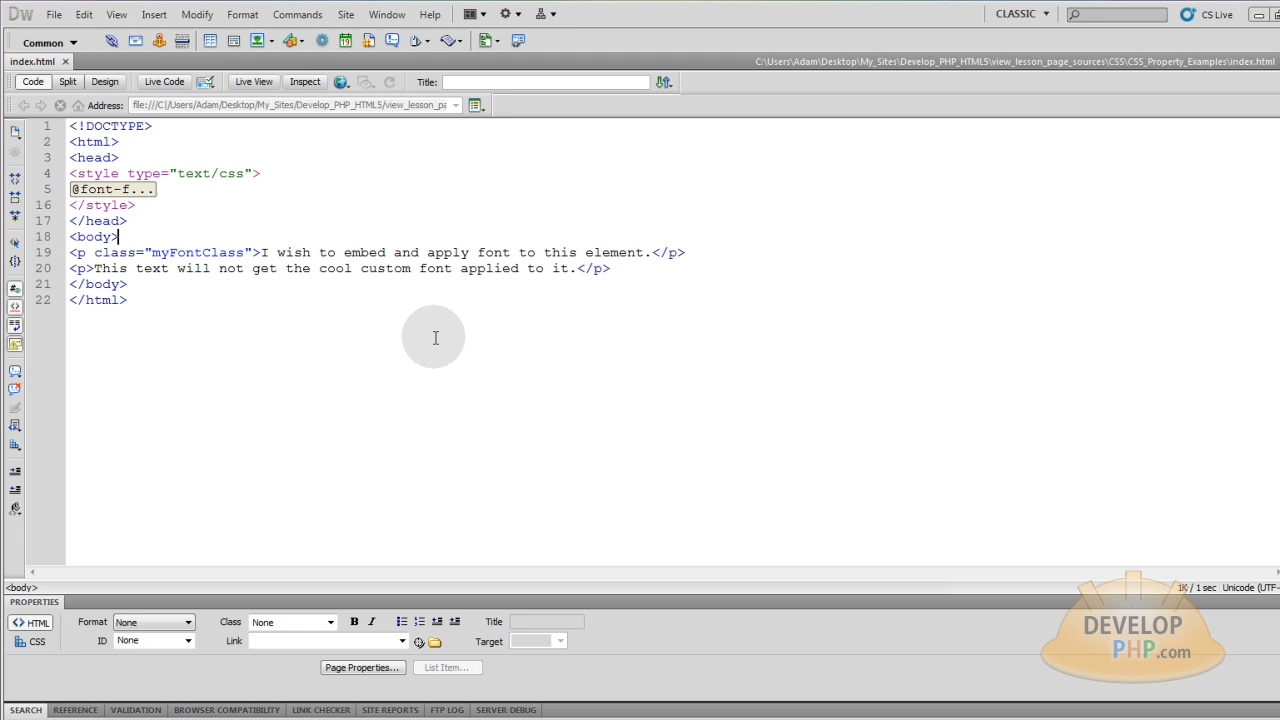 Dw File Edit View Insert Modify Format Commands Site Window Help CLASSIC CS Live
Common
index.html C:\Users\Adam\Desktop\My_Sites\Develop_PHP_HTML5\view_lesson_page_sources\CSS\CSS_Property_Examples\index.html
Code Split Design Live Code Live View Inspect Title:
Address: file:///C|/Users/Adam/Desktop/My_Sites/Develop_PHP_HTML5/view_lesson_pa
1 <!DOCTYPE>
2 <html>
3 <head>
4 <style type="text/css">
5 @font-f...
16 </style>
17 </head>
18 <body>
19 <p class="myFontClass">I wish to embed and apply font to this element.</p>
20 <p>This text will not get the cool custom font applied to it.</p>
21 </body>
22 </html>
<body> 1K / 1 sec Unicode (UTF-
PROPERTIES
<> HTML Format None Class None B I Title
CSS ID None Link Target
Page Properties... List Item...
DEVELOP
PHP.com
SEARCH REFERENCE VALIDATION BROWSER COMPATIBILITY LINK CHECKER SITE REPORTS FTP LOG SERVER DEBUG